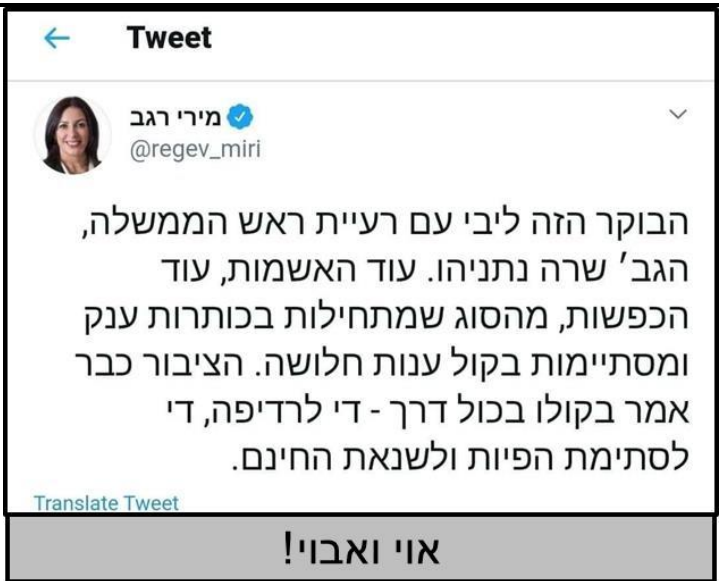 Tweet
מירי רגב
@regev_miri
הבוקר הזה ליבי עם רעיית ראש הממשלה,
הגב׳ שרה נתניהו. עוד האשמות, עוד
הכפשות, מהסוג שמתחילות בכותרות ענק
ומסתיימות בקול ענות חלושה. הציבור כבר
אמר בקולו בכול דרך - די לרדיפה, די
לסתימת הפיות ולשנאת החינם.
Translate Tweet
אוי ואבוי!